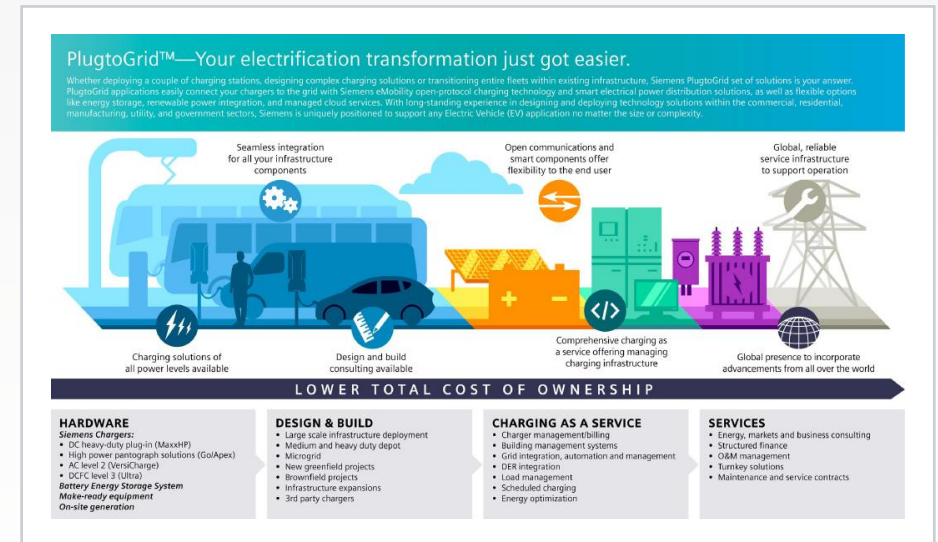 PlugtoGrid™—Your electrification transformation just got easier.
Whether deploying a couple of charging stations, designing complex charging solutions or transitioning entire fleets within existing infrastructure, Siemens PlugtoGrid set of solutions is your answer.
PlugtoGrid applications easily connect your chargers to the grid with Siemens eMobility open-protocol charging technology and smart electrical power distribution solutions, as well as flexible options
like energy storage, renewable power integration, and managed cloud services. With long-standing experience in designing and deploying technology solutions within the commercial, residential,
manufacturing, utility, and government sectors, Siemens is uniquely positioned to support any Electric Vehicle (EV) application no matter the size or complexity.
Seamless integration
for all your infrastructure
components
Open communications and
smart components offer
flexibility to the end user
Global, reliable
service infrastructure
to support operation
Charging solutions of
all power levels available
Design and build
consulting available
Comprehensive charging as
a service offering managing
charging infrastructure
Global presence to incorporate
advancements from all over the world
LOWER TOTAL COST OF OWNERSHIP
HARDWARE
Siemens Chargers:
• DC heavy-duty plug-in (MaxxHP)
• High power pantograph solutions (Go/Apex)
• AC level 2 (VersiCharge)
• DCFC level 3 (Ultra)
Battery Energy Storage System
Make-ready equipment
On-site generation
DESIGN & BUILD
• Large scale infrastructure deployment
• Medium and heavy duty depot
• Microgrid
• New greenfield projects
• Brownfield projects
• Infrastructure expansions
• 3rd party chargers
CHARGING AS A SERVICE
• Charger management/billing
• Building management systems
• Grid integration, automation and management
• DER integration
• Load management
• Scheduled charging
• Energy optimization
SERVICES
• Energy, markets and business consulting
• Structured finance
• O&M management
• Turnkey solutions
• Maintenance and service contracts